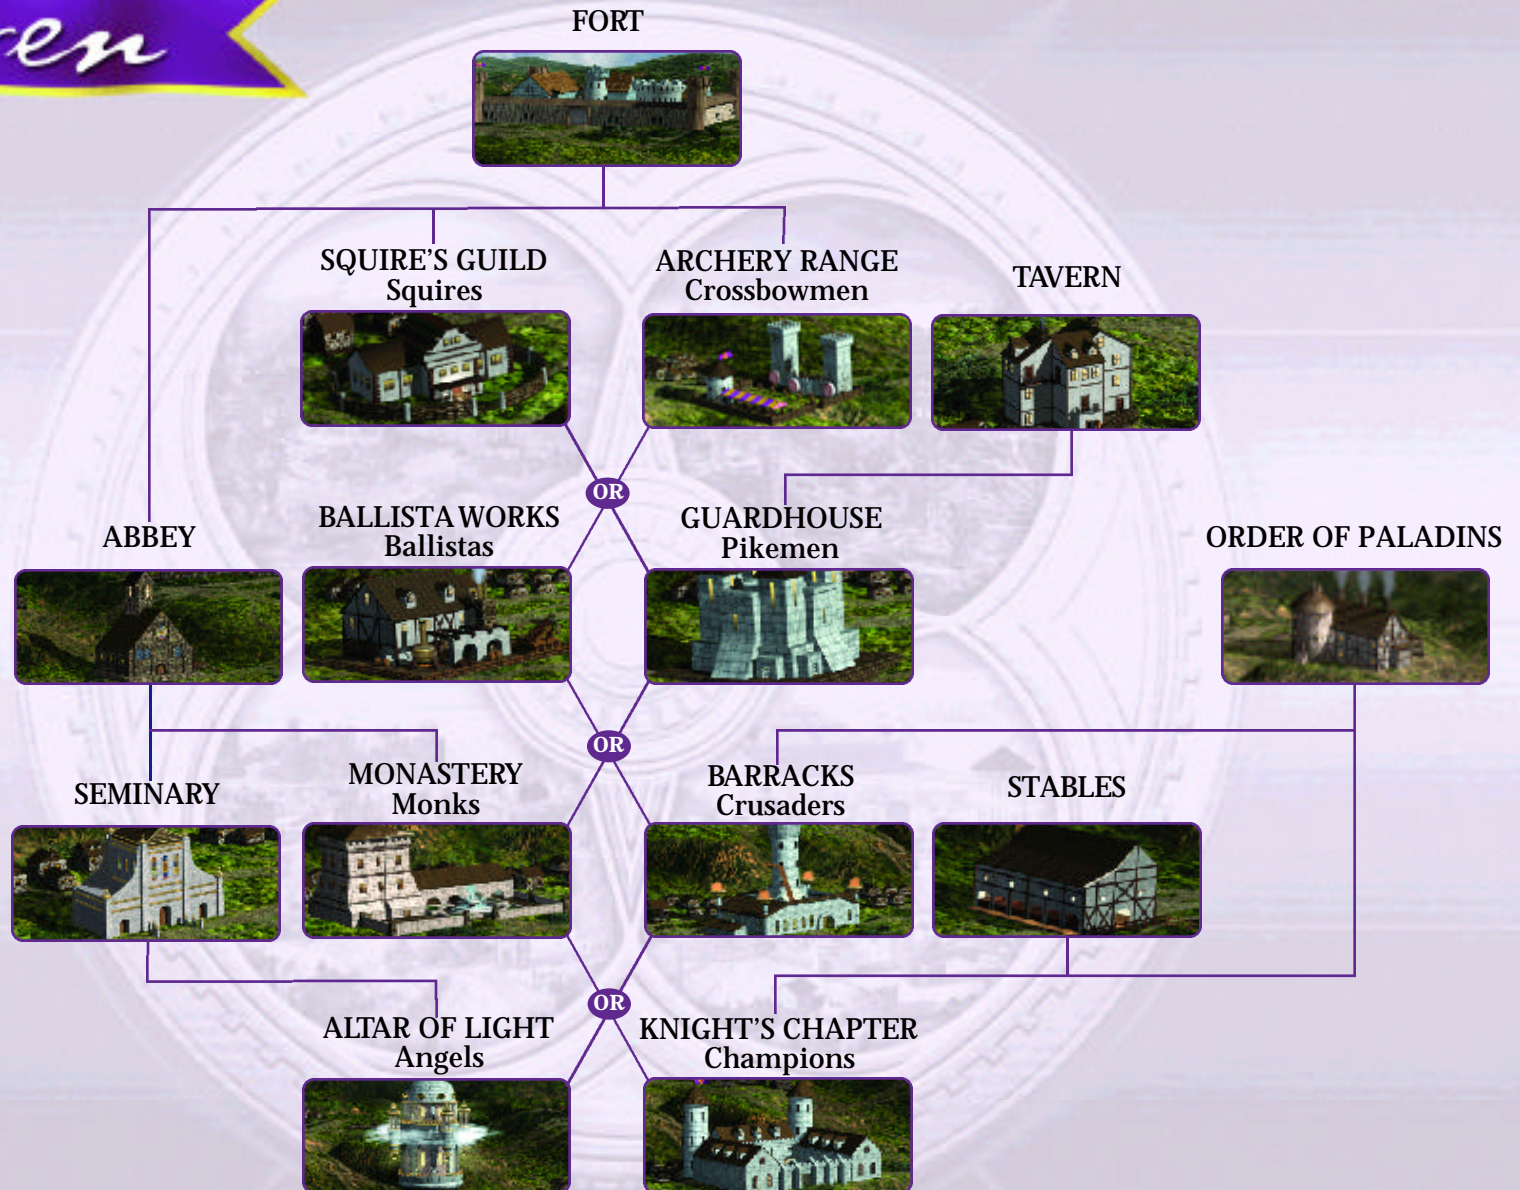 FORT
SQUIRE'S GUILD
Squires
ARCHERY RANGE
Crossbowmen
TAVERN
OR
ABBEY
BALLISTA WORKS
Ballistas
GUARDHOUSE
Pikemen
ORDER OF PALADINS
OR
SEMINARY
MONASTERY
Monks
BARRACKS
Crusaders
STABLES
OR
ALTAR OF LIGHT
Angels
KNIGHT'S CHAPTER
Champions